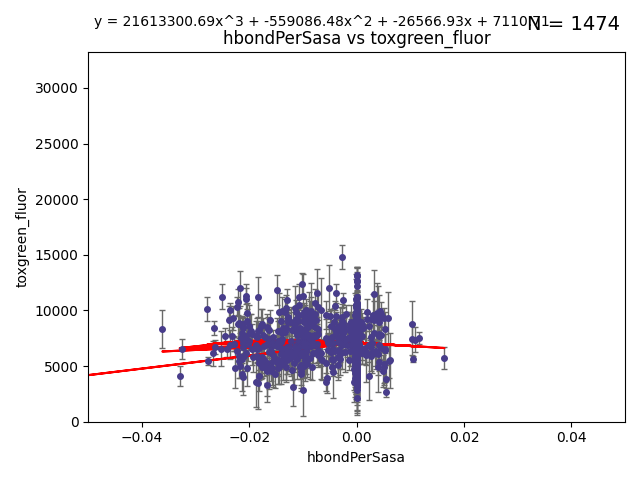 y = 21613300.69x^3 + -559086.48x^2 + -26566.93x + 7110.71
N = 1474
hbondPerSasa vs toxgreen_fluor
30000
25000
20000
15000
10000
5000
0
toxgreen_fluor
−0.04
−0.02
0.00
0.02
0.04
hbondPerSasa